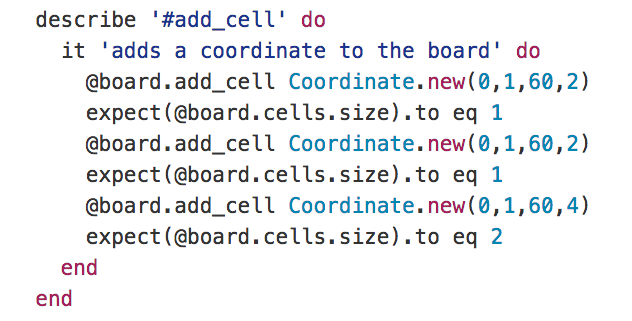 describe '#add_cell' do
it 'adds a coordinate to the board' do
@board.add_cell Coordinate.new(0,1,60,2)
expect(@board.cells.size).to eq 1
@board.add_cell Coordinate.new(0,1,60,2)
expect(@board.cells.size).to eq 1
@board.add_cell Coordinate.new(0,1,60,4)
expect(@board.cells.size).to eq 2
end
end